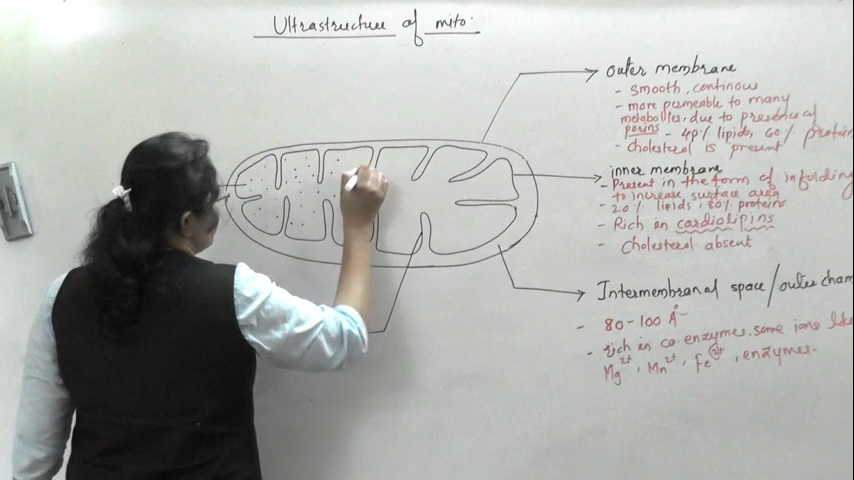 Ultrastructure of mito.
outer membrane
- smooth, continous
- more permeable to many
metabolites, due to presence of
porins - 40% lipids, 60% protein
- cholesterol is present
inner membrane
- Present in the form of infolding
to increase surface area
- 20% lipids, 80% proteins
- Rich in cardiolipins
- Cholesterol absent
Intermembranal space/outer cham
- 80-100 Å
- rich in co enzymes, some ions like
Mg²⁺, Mn²⁺, Fe²⁺, enzymes.